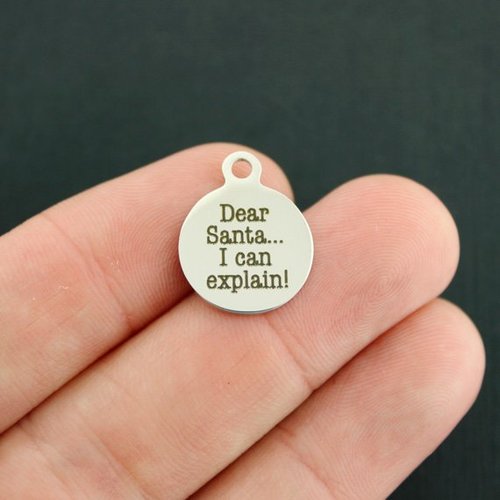 Dear
Santa...
I can
explain!